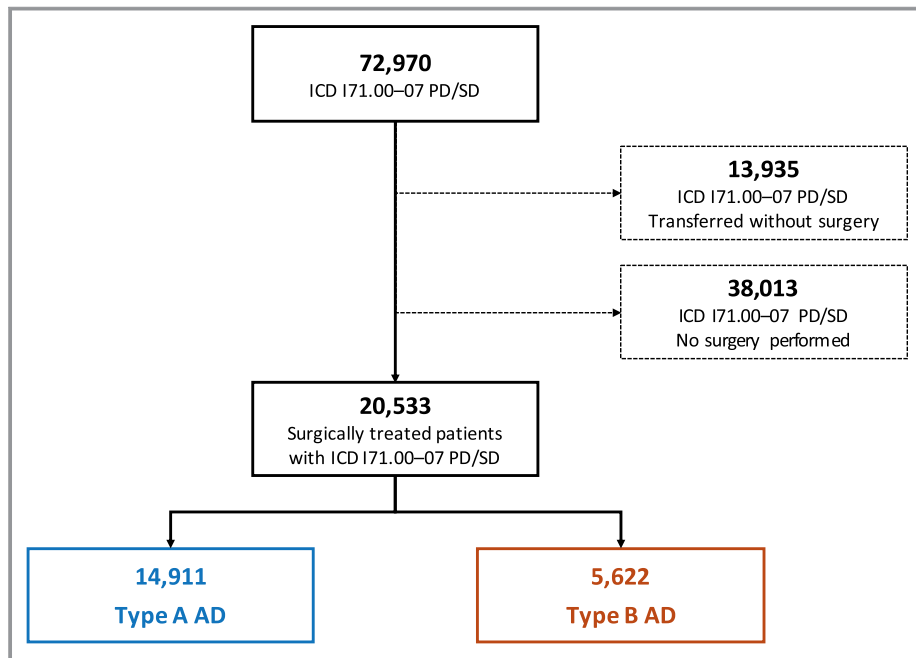 72,970
ICD I71.00–07 PD/SD
13,935
ICD I71.00–07 PD/SD
Transferred without surgery
38,013
ICD I71.00–07 PD/SD
No surgery performed
20,533
Surgically treated patients
with ICD I71.00–07 PD/SD
14,911
Type A AD
5,622
Type B AD